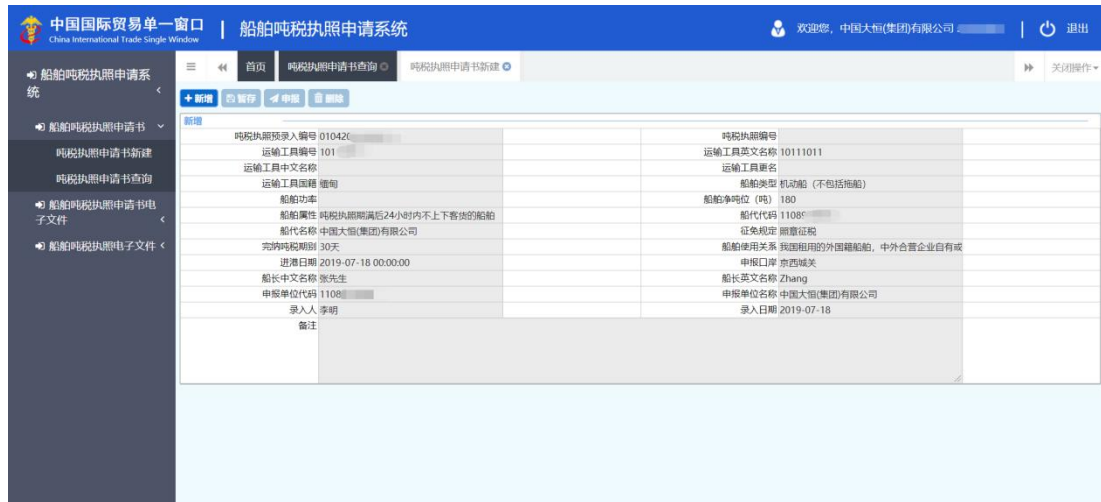 中国国际贸易单一窗口 | 船舶吨税执照申请系统
China International Trade Single Window
欢迎您，中国大恒(集团)有限公司
退出
船舶吨税执照申请系统
船舶吨税执照申请书
吨税执照申请书新建
吨税执照申请书查询
船舶吨税执照申请书电子文件
船舶吨税执照电子文件
首页 吨税执照申请书查询 吨税执照申请书新建 关闭操作
新增 暂存 申报 删除
新增
吨税执照预录入编号 010420 吨税执照编号
运输工具编号 101 运输工具英文名称 10111011
运输工具中文名称 运输工具更名
运输工具国籍 缅甸 船舶类型 机动船（不包括拖船）
船舶功率 船舶净吨位（吨） 180
船舶属性 吨税执照期满后24小时内不上下客货的船舶 船代代码 1108
船代名称 中国大恒(集团)有限公司 征免规定 照章征税
完纳吨税期别 30天 船舶使用关系 我国租用的外国籍船舶，中外合营企业自有或
进港日期 2019-07-18 00:00:00 申报口岸 京西城关
船长中文名称 张先生 船长英文名称 Zhang
申报单位代码 1108 申报单位名称 中国大恒(集团)有限公司
录入人 李明 录入日期 2019-07-18
备注